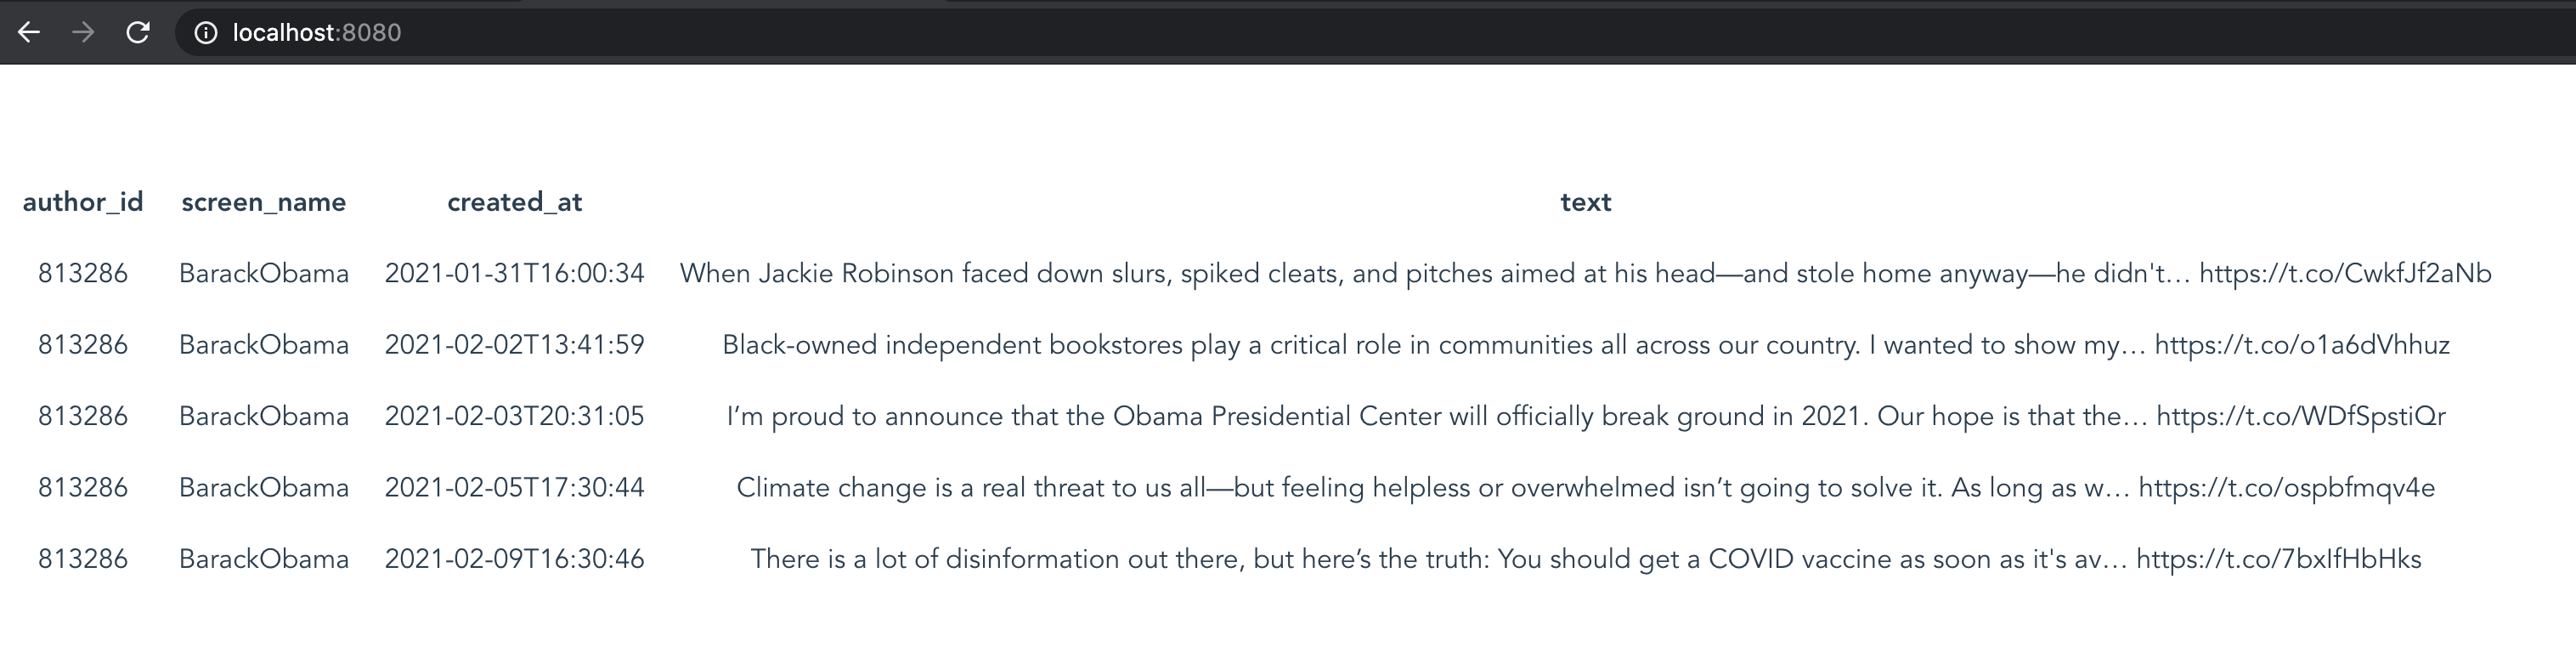 localhost:8080
author_id screen_name created_at text
813286 BarackObama 2021-01-31T16:00:34 When Jackie Robinson faced down slurs, spiked cleats, and pitches aimed at his head—and stole home anyway—he didn't… https://t.co/CwkfJf2aNb
813286 BarackObama 2021-02-02T13:41:59 Black-owned independent bookstores play a critical role in communities all across our country. I wanted to show my… https://t.co/o1a6dVhhuz
813286 BarackObama 2021-02-03T20:31:05 I’m proud to announce that the Obama Presidential Center will officially break ground in 2021. Our hope is that the… https://t.co/WDfSpstiQr
813286 BarackObama 2021-02-05T17:30:44 Climate change is a real threat to us all—but feeling helpless or overwhelmed isn’t going to solve it. As long as w… https://t.co/ospbfmqv4e
813286 BarackObama 2021-02-09T16:30:46 There is a lot of disinformation out there, but here’s the truth: You should get a COVID vaccine as soon as it's av… https://t.co/7bxIfHbHks